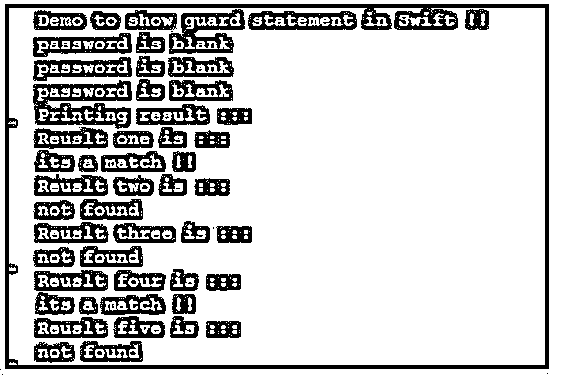 Demo to show guard statement in Swift !!
password is blank
password is blank
password is blank
Printing result :::
Reuslt one is :::
its a match !!
Reuslt two is :::
not found
Reuslt three is :::
not found
Reuslt four is :::
its a match !!
Reuslt five is :::
not found